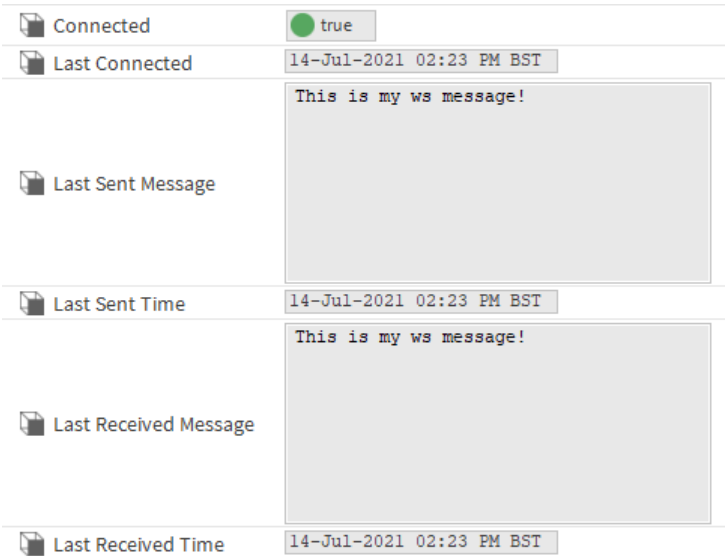 Connected true
Last Connected 14-Jul-2021 02:23 PM BST
This is my ws message!
Last Sent Message
Last Sent Time 14-Jul-2021 02:23 PM BST
This is my ws message!
Last Received Message
Last Received Time 14-Jul-2021 02:23 PM BST